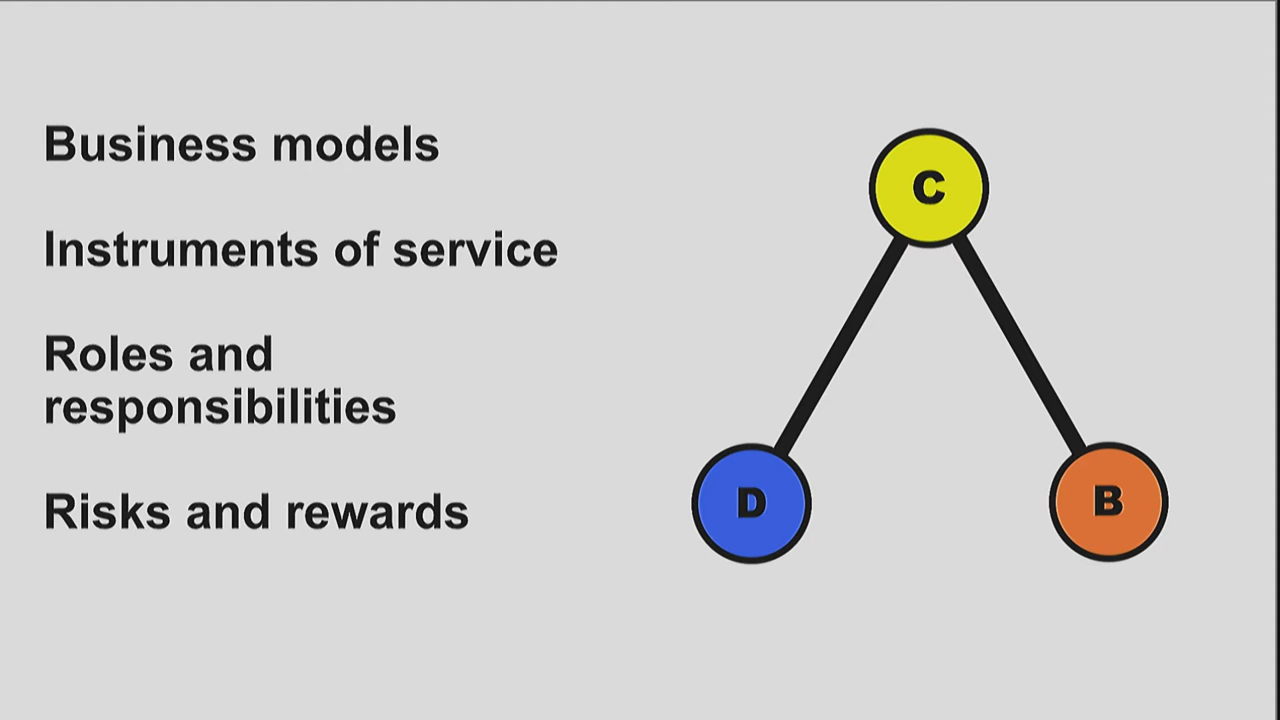 Business models
Instruments of service
Roles and
responsibilities
Risks and rewards
C
D
B